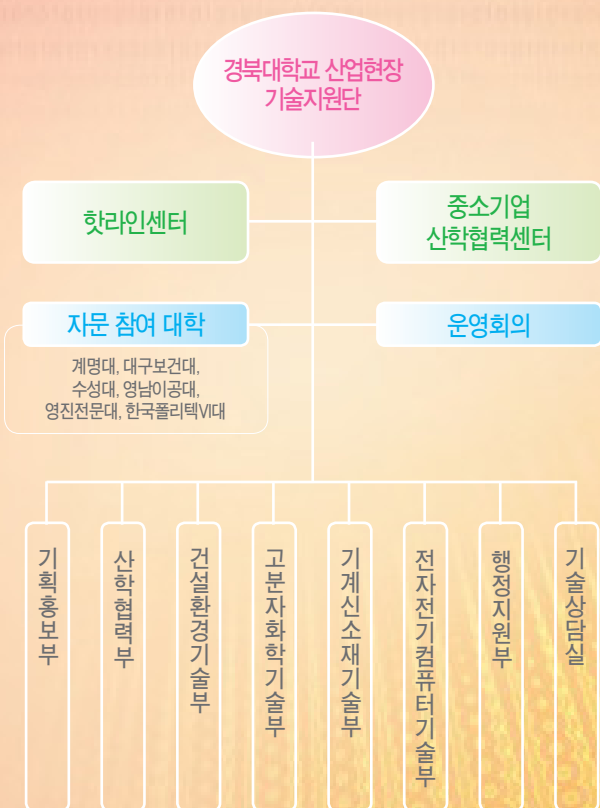 경북대학교 산업현장
기술지원단
핫라인센터
중소기업
산학협력센터
자문 참여 대학
운영회의
계명대, 대구보건대,
수성대, 영남이공대,
영진전문대, 한국폴리텍VI대
기획홍보부
산학협력부
건설환경기술부
고분자화학기술부
기계신소재기술부
전자전기컴퓨터기술부
행정지원부
기술상담실